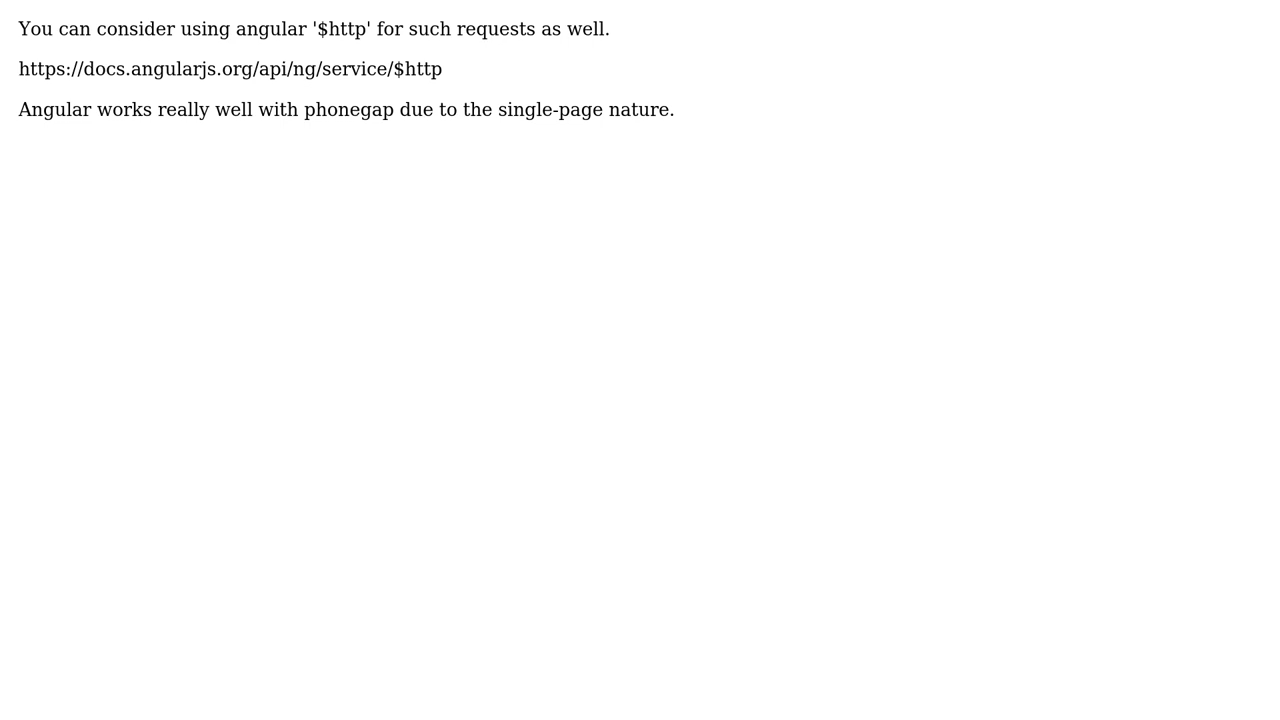 You can consider using angular '$http' for such requests as well.
https://docs.angularjs.org/api/ng/service/$http
Angular works really well with phonegap due to the single-page nature.